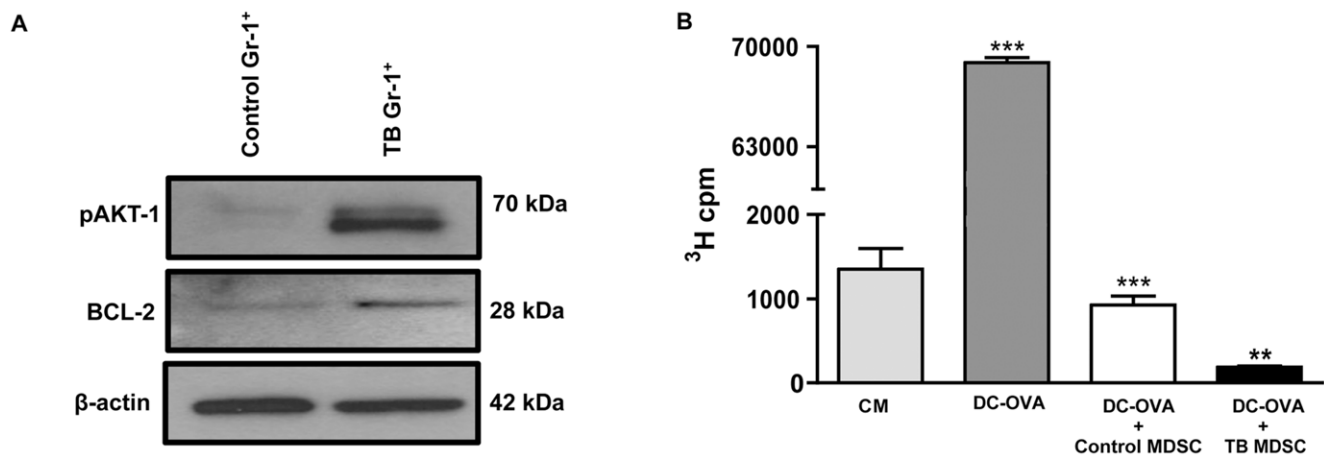 A
Control Gr-1⁺
TB Gr-1⁺
pAKT-1
70 kDa
BCL-2
28 kDa
β-actin
42 kDa
B
³H cpm
70000
63000
2000
1000
0
***
***
**
CM
DC-OVA
DC-OVA
+
Control MDSC
DC-OVA
+
TB MDSC